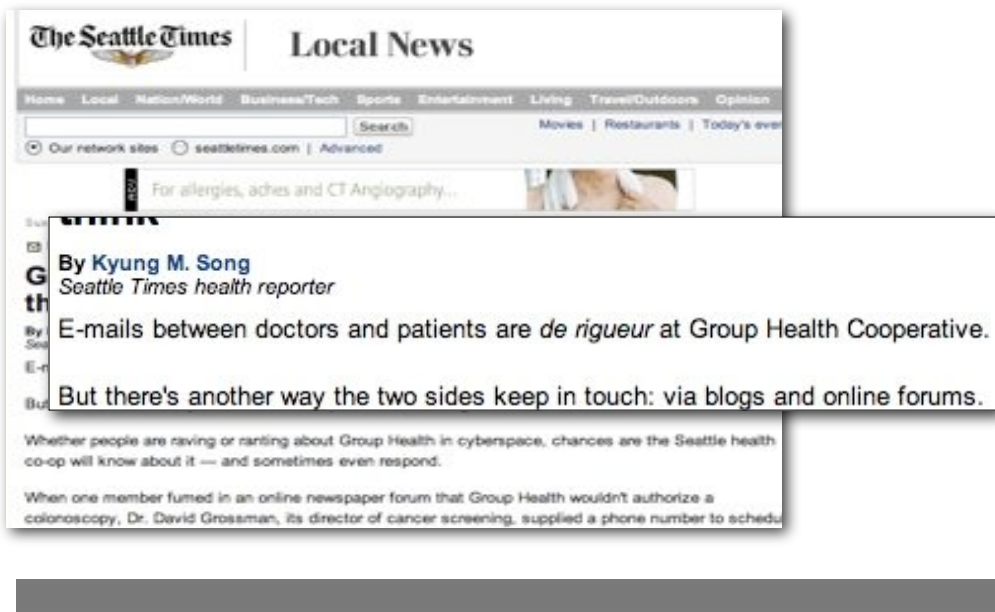 The Seattle Times
Local News
Home Local Nation/World Business/Tech Sports Entertainment Living Travel/Outdoors Opinion
Search
Movies | Restaurants | Today's
Our network sites seattletimes.com | Advanced
now
For allergies, aches and CT Angiography...
think
By Kyung M. Song
Seattle Times health reporter
E-mails between doctors and patients are de rigueur at Group Health Cooperative.
But there's another way the two sides keep in touch: via blogs and online forums.
Whether people are raving or ranting about Group Health in cyberspace, chances are the Seattle health
co-op will know about it — and sometimes even respond.
When one member fumed in an online newspaper forum that Group Health wouldn't authorize a
colonoscopy, Dr. David Grossman, its director of cancer screening, supplied a phone number to schedu